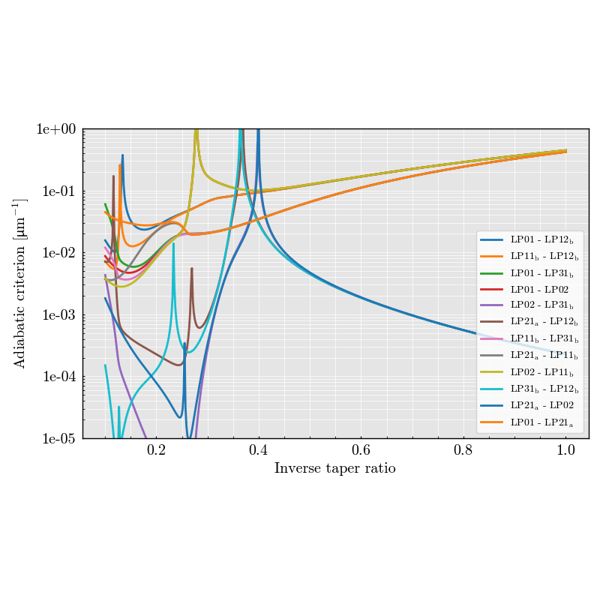 1e+00
1e-01
1e-02
1e-03
1e-04
1e-05
Adiabatic criterion [µm⁻¹]
0.2 0.4 0.6 0.8 1.0
Inverse taper ratio
LP01 - LP12b
LP11b - LP12b
LP01 - LP31b
LP01 - LP02
LP02 - LP31b
LP21a - LP12b
LP11b - LP31b
LP21a - LP11b
LP02 - LP11b
LP31b - LP12b
LP21a - LP02
LP01 - LP21a